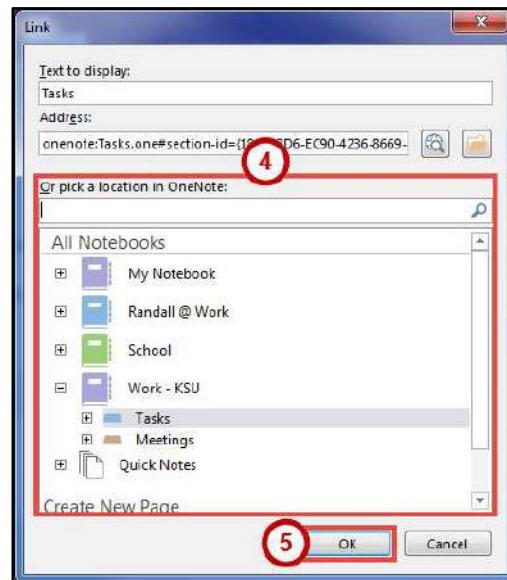 Link
Text to display:
Tasks
Address:
4
Or pick a location in OneNote:
All Notebooks
My Notebook
Randall @ Work
School
Work - KSU
Tasks
Meetings
Quick Notes
Create New Page
5
OK
Cancel